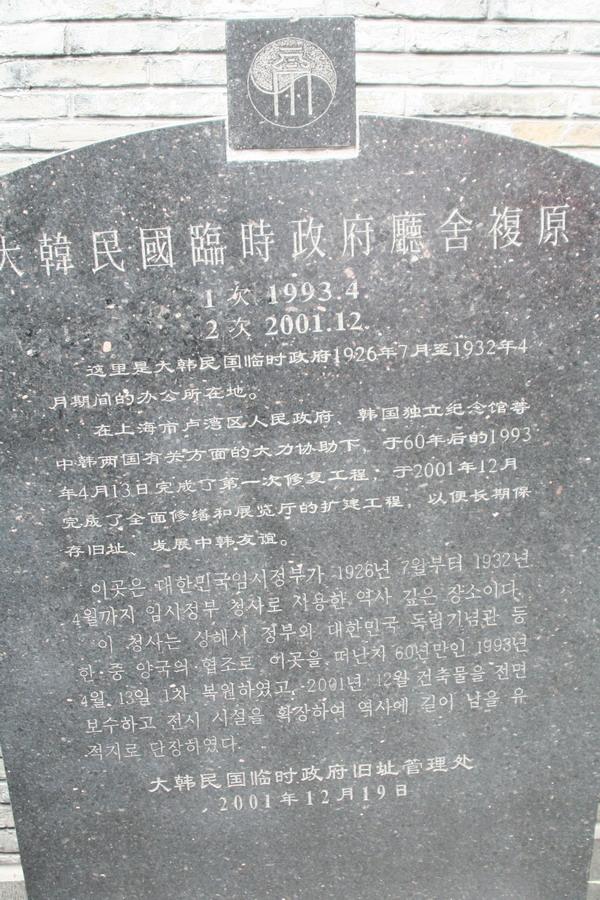 大韓民國臨時政府廳舍複原
1次 1993.4
2次 2001.12
这里是大韩民国临时政府1926年7月至1932年4
月期间的办公所在地。
在上海市卢湾区人民政府、韩国独立纪念馆等
中韩两国有关方面的大力协助下，于60年后的1993
年4月13日完成了第一次修复工程；于2001年12月
完成了全面修缮和展览厅的扩建工程，以便长期保
存旧址、发展中韩友谊。
이곳은 대한민국임시정부가 1926년 7월부터 1932년
4월까지 임시정부 청사로 사용한 역사 깊은 장소이다.
이 청사는 상해서 정부와 대한민국 독립기념관 등
한·중 양국의 협조로 이곳을 떠난지 60년만인 1993년
4월 13일 1차 복원하였고, 2001년 12월 건축물을 전면
보수하고 전시 시설을 확장하여 역사에 길이 남을 유
적지로 단장하였다.
大韩民国临时政府旧址管理处
2001年12月19日